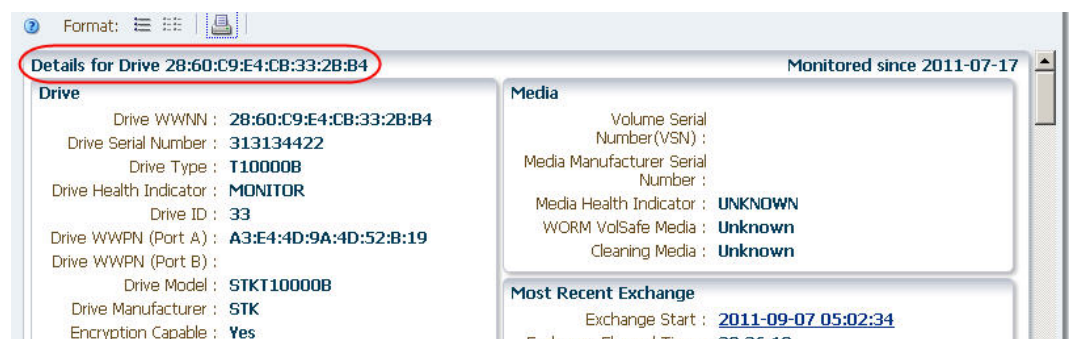 Format:
Details for Drive 28:60:C9:E4:CB:33:2B:B4
Monitored since 2011-07-17
Drive
Drive WWNN : 28:60:C9:E4:CB:33:2B:B4
Drive Serial Number : 313134422
Drive Type : T10000B
Drive Health Indicator : MONITOR
Drive ID : 33
Drive WWPN (Port A) : A3:E4:4D:9A:4D:52:B:19
Drive WWPN (Port B) :
Drive Model : STKT10000B
Drive Manufacturer : STK
Encryption Capable : Yes
Media
Volume Serial
Number(VSN) :
Media Manufacturer Serial
Number :
Media Health Indicator : UNKNOWN
WORM VolSafe Media : Unknown
Cleaning Media : Unknown
Most Recent Exchange
Exchange Start : 2011-09-07 05:02:34